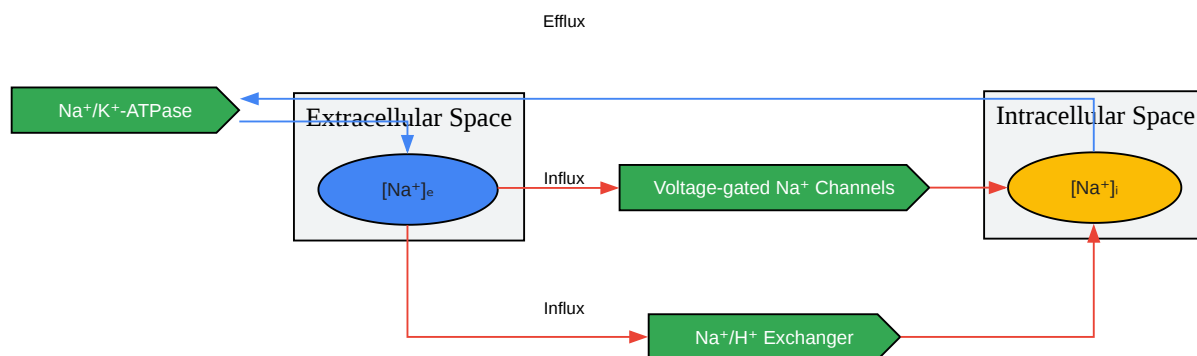 Efflux
Na⁺/K⁺-ATPase
Extracellular Space
Intracellular Space
[Na⁺]ₑ
Influx
Voltage-gated Na⁺ Channels
[Na⁺]ᵢ
Influx
Na⁺/H⁺ Exchanger